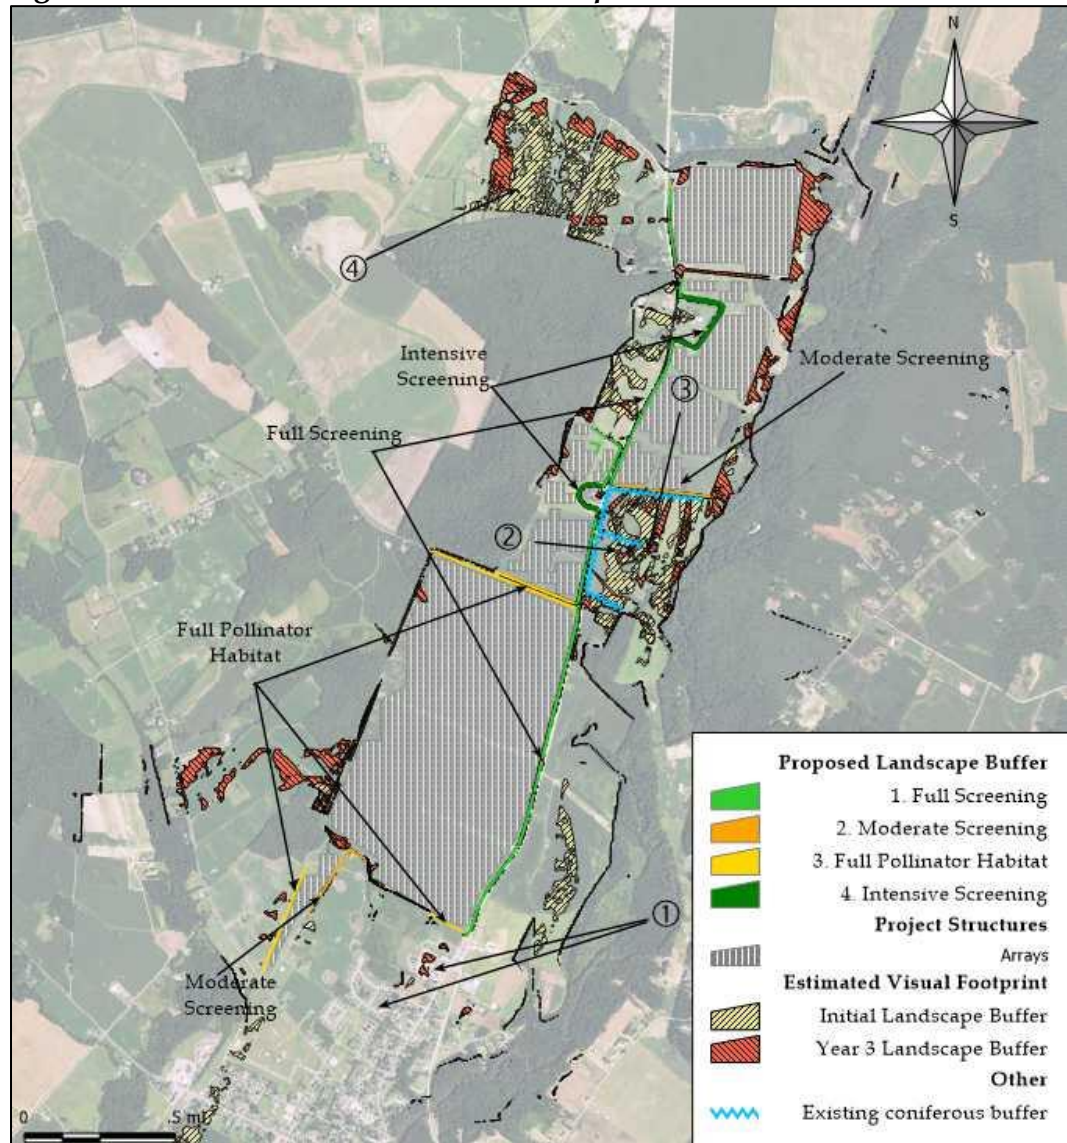 N
S
④
Intensive
Screening
Moderate Screening
③
Full Screening
②
Full Pollinator
Habitat
①
Moderate
Screening
0 .5 mi
Proposed Landscape Buffer
1. Full Screening
2. Moderate Screening
3. Full Pollinator Habitat
4. Intensive Screening
Project Structures
Arrays
Estimated Visual Footprint
Initial Landscape Buffer
Year 3 Landscape Buffer
Other
Existing coniferous buffer